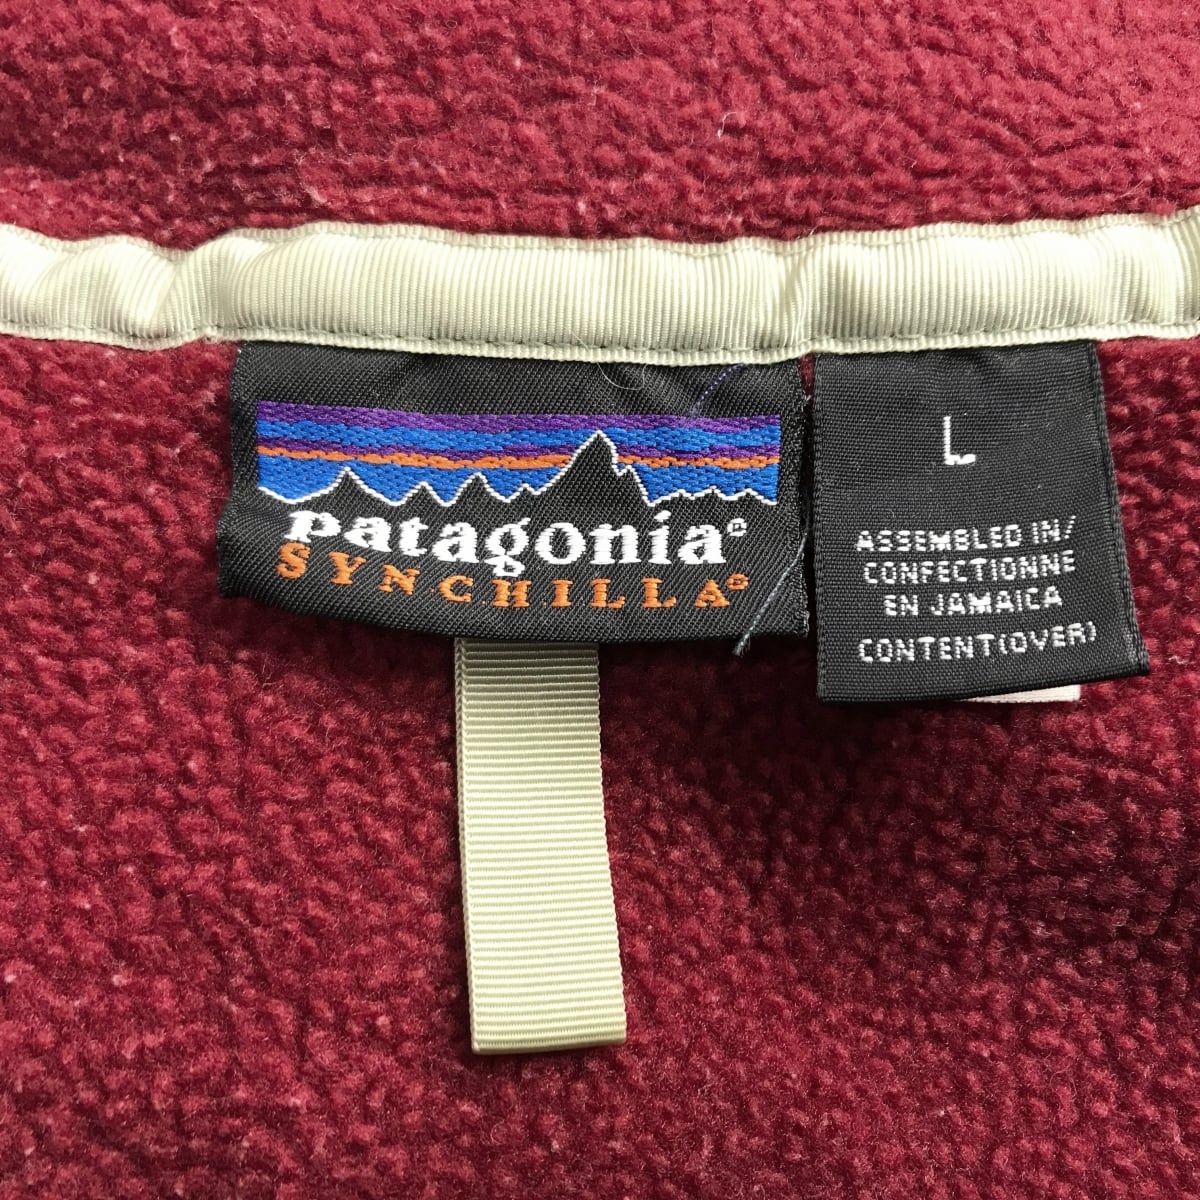 patagonia®
SYNCHILLA®
L
ASSEMBLED IN/
CONFECTIONNE
EN JAMAICA
CONTENT(OVER)